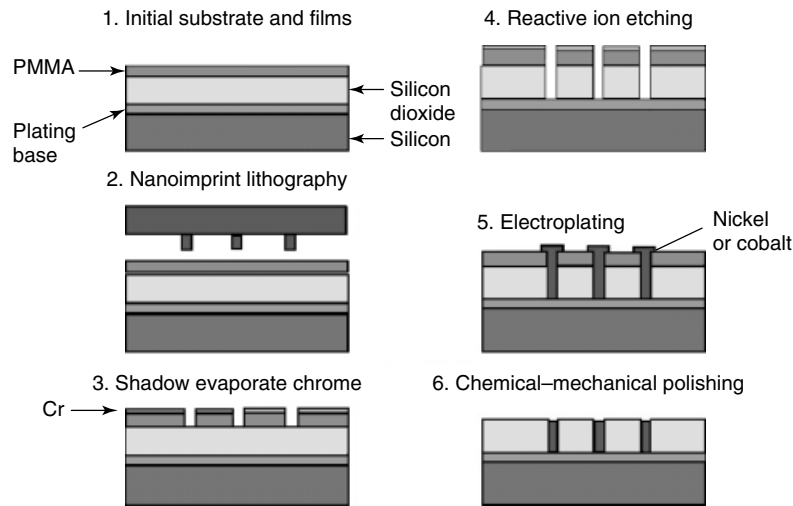 1. Initial substrate and films
PMMA
Silicon
dioxide
Plating
base
Silicon
2. Nanoimprint lithography
3. Shadow evaporate chrome
Cr
4. Reactive ion etching
5. Electroplating
Nickel
or cobalt
6. Chemical–mechanical polishing